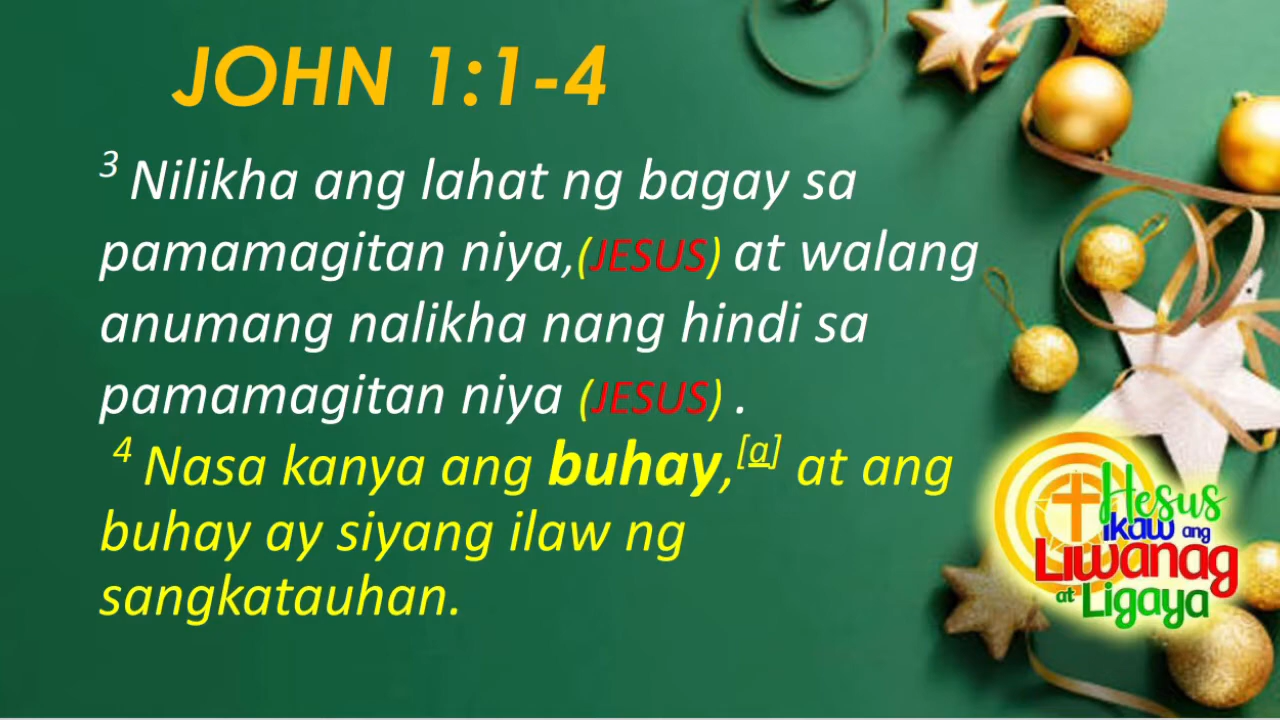 JOHN 1:1-4
3 Nilikha ang lahat ng bagay sa
pamamagitan niya,(JESUS) at walang
anumang nalikha nang hindi sa
pamamagitan niya (JESUS) .
4 Nasa kanya ang buhay,[a] at ang
buhay ay siyang ilaw ng
sangkatauhan.
Hesus
ikaw ang
Liwanag
at Ligaya